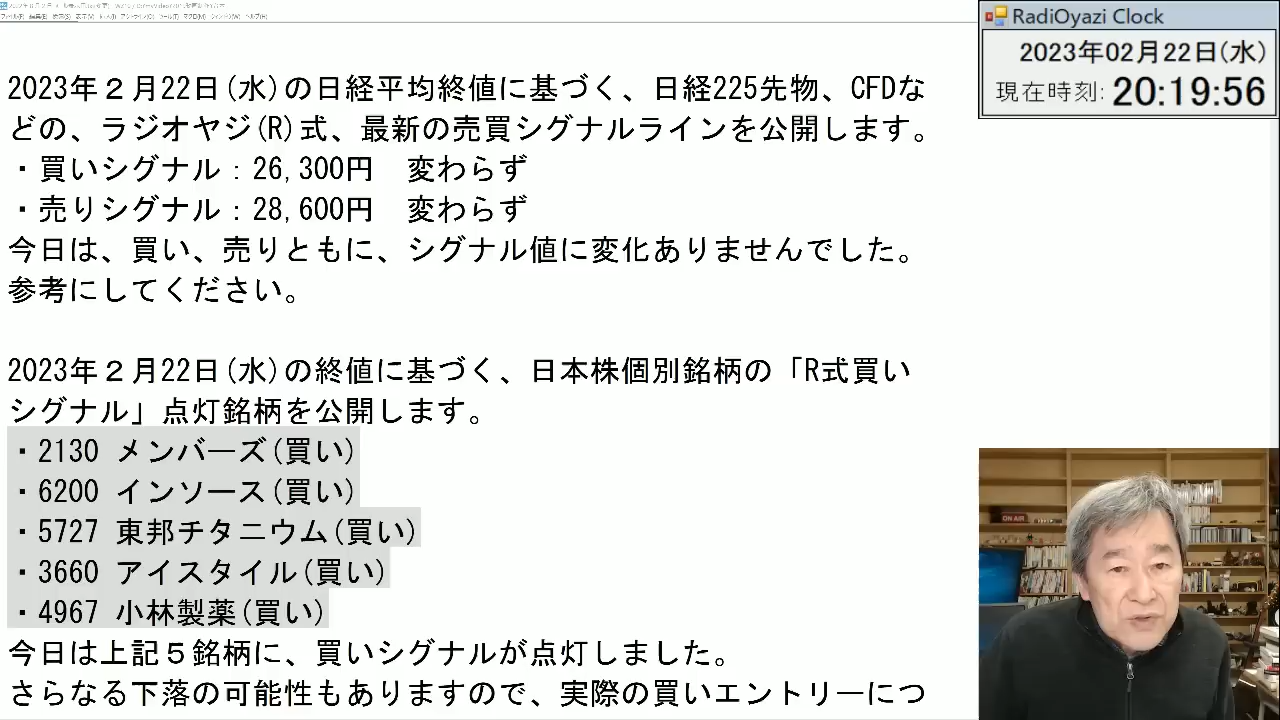 RadiOyazi Clock
2023年02月22日(水)
現在時刻: 20:19:56
2023年２月22日(水)の日経平均終値に基づく、日経225先物、CFDな
どの、ラジオヤジ(R)式、最新の売買シグナルラインを公開します。
・買いシグナル：26,300円　変わらず
・売りシグナル：28,600円　変わらず
今日は、買い、売りともに、シグナル値に変化ありませんでした。
参考にしてください。
2023年２月22日(水)の終値に基づく、日本株個別銘柄の「R式買い
シグナル」点灯銘柄を公開します。
・2130 メンバーズ(買い)
・6200 インソース(買い)
・5727 東邦チタニウム(買い)
・3660 アイスタイル(買い)
・4967 小林製薬(買い)
今日は上記５銘柄に、買いシグナルが点灯しました。
さらなる下落の可能性もありますので、実際の買いエントリーにつ
ON AIR